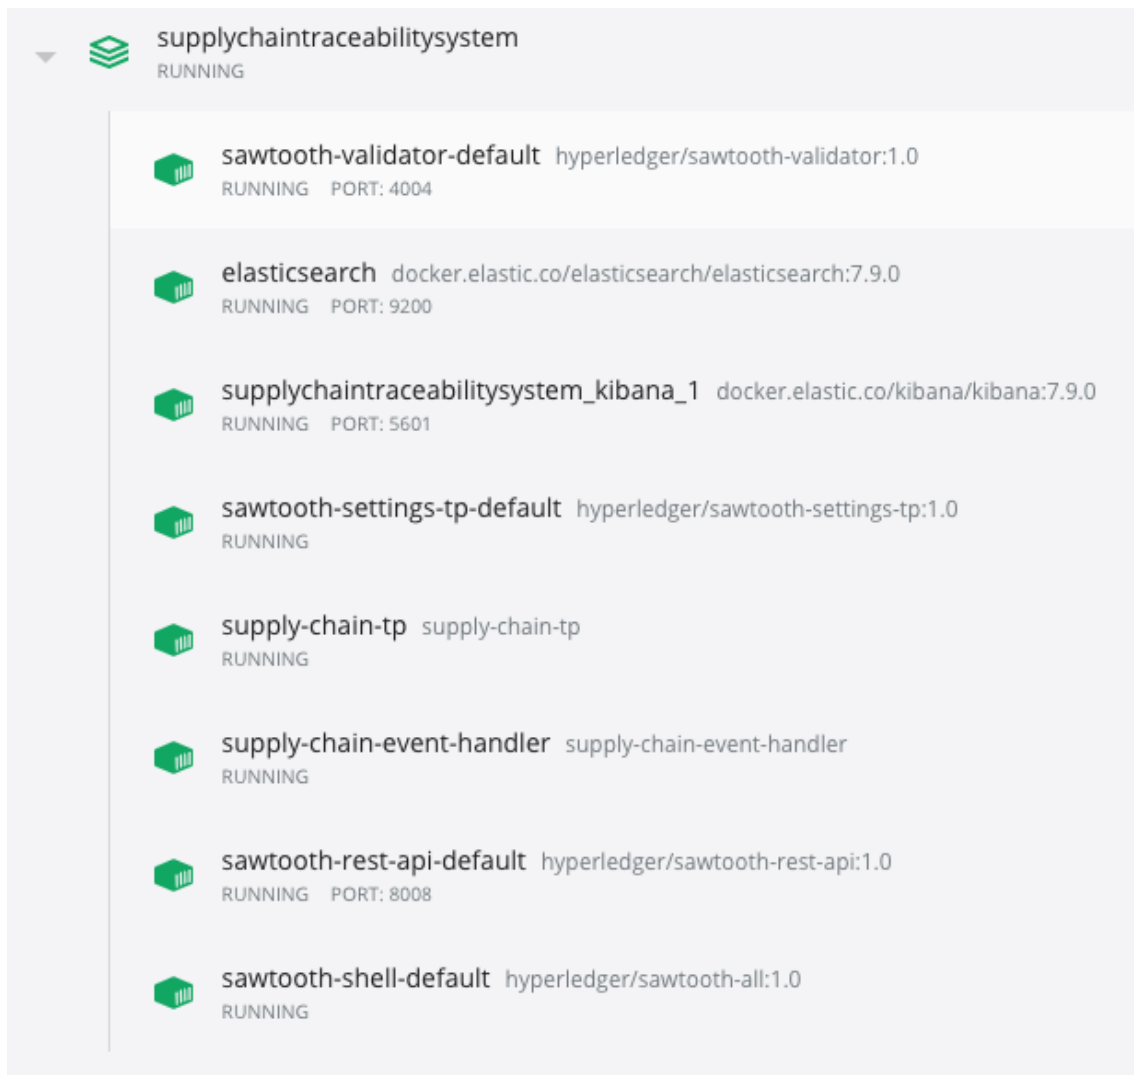 supplychaintraceabilitysystem
RUNNING
sawtooth-validator-default hyperledger/sawtooth-validator:1.0
RUNNING PORT: 4004
elasticsearch docker.elastic.co/elasticsearch/elasticsearch:7.9.0
RUNNING PORT: 9200
supplychaintraceabilitysystem_kibana_1 docker.elastic.co/kibana/kibana:7.9.0
RUNNING PORT: 5601
sawtooth-settings-tp-default hyperledger/sawtooth-settings-tp:1.0
RUNNING
supply-chain-tp supply-chain-tp
RUNNING
supply-chain-event-handler supply-chain-event-handler
RUNNING
sawtooth-rest-api-default hyperledger/sawtooth-rest-api:1.0
RUNNING PORT: 8008
sawtooth-shell-default hyperledger/sawtooth-all:1.0
RUNNING